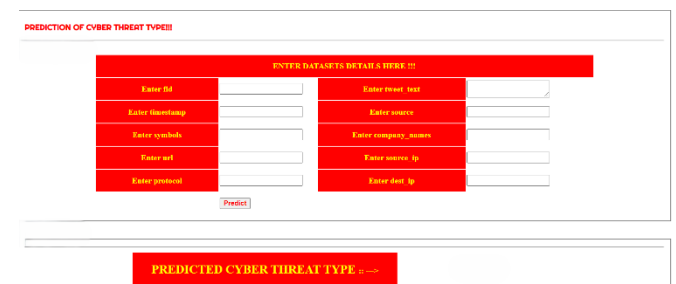 PREDICTION OF CYBER THREAT TYPE!!!
ENTER DATASETS DETAILS HERE !!!
Enter fid Enter tweet_text
Enter timestamp Enter source
Enter symbols Enter company_names
Enter url Enter source_ip
Enter protocol Enter dest_ip
Predict
PREDICTED CYBER THREAT TYPE :: --->